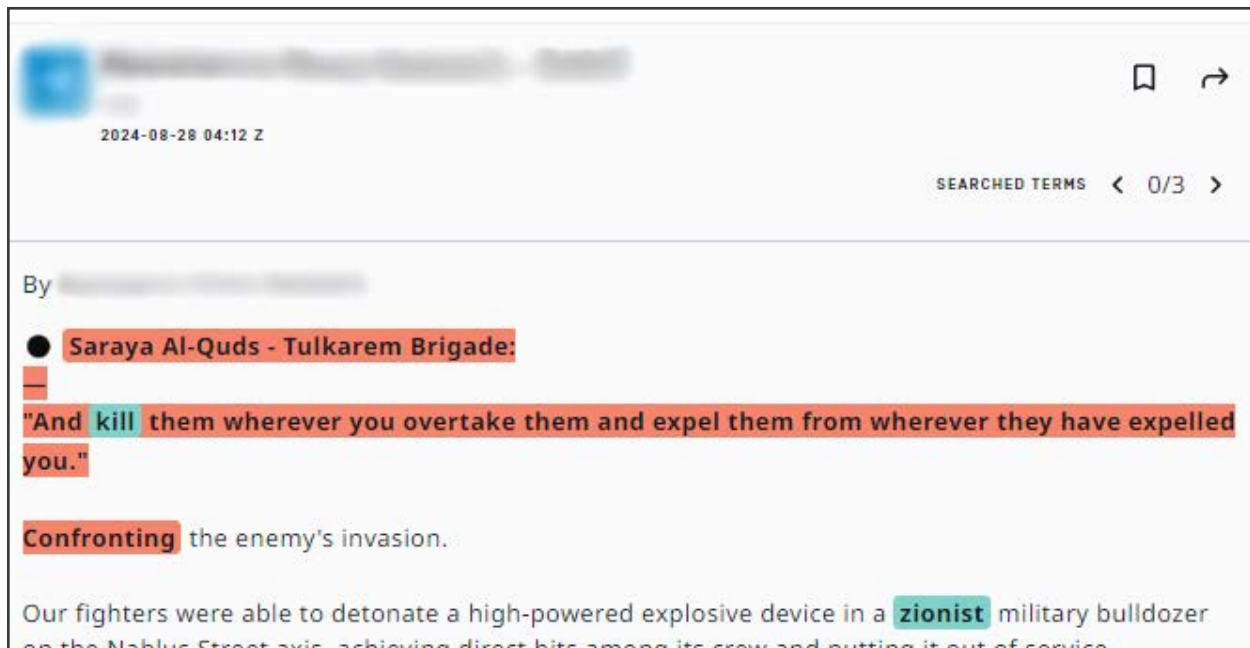 2024-08-28 04:12 Z
SEARCHED TERMS 0/3
By
Saraya Al-Quds - Tulkarem Brigade:
—
"And kill them wherever you overtake them and expel them from wherever they have expelled
you."
Confronting the enemy's invasion.
Our fighters were able to detonate a high-powered explosive device in a zionist military bulldozer
on the Nablus Street axis, achieving direct hits among its crew and putting it out of service.